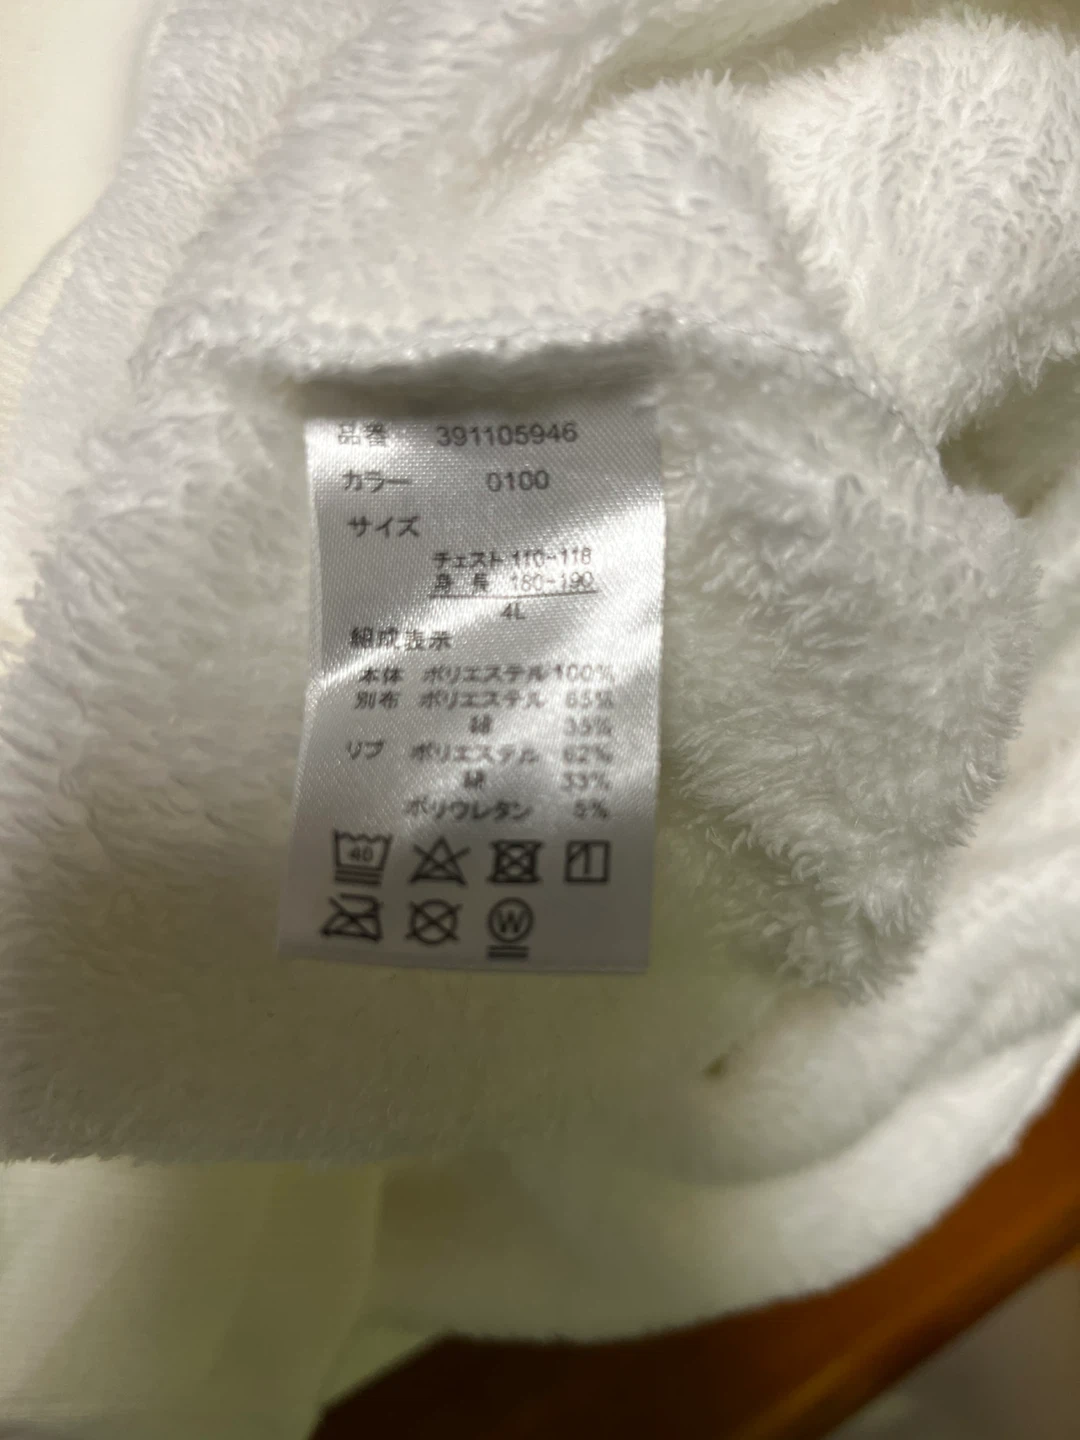 品番 391105946
カラー 0100
サイズ
チェスト 110~118
身長 180~190
4L
組成表示
本体 ポリエステル 100%
別布 ポリエステル 65%
綿 35%
リブ ポリエステル 62%
綿 33%
ポリウレタン 5%
40
W